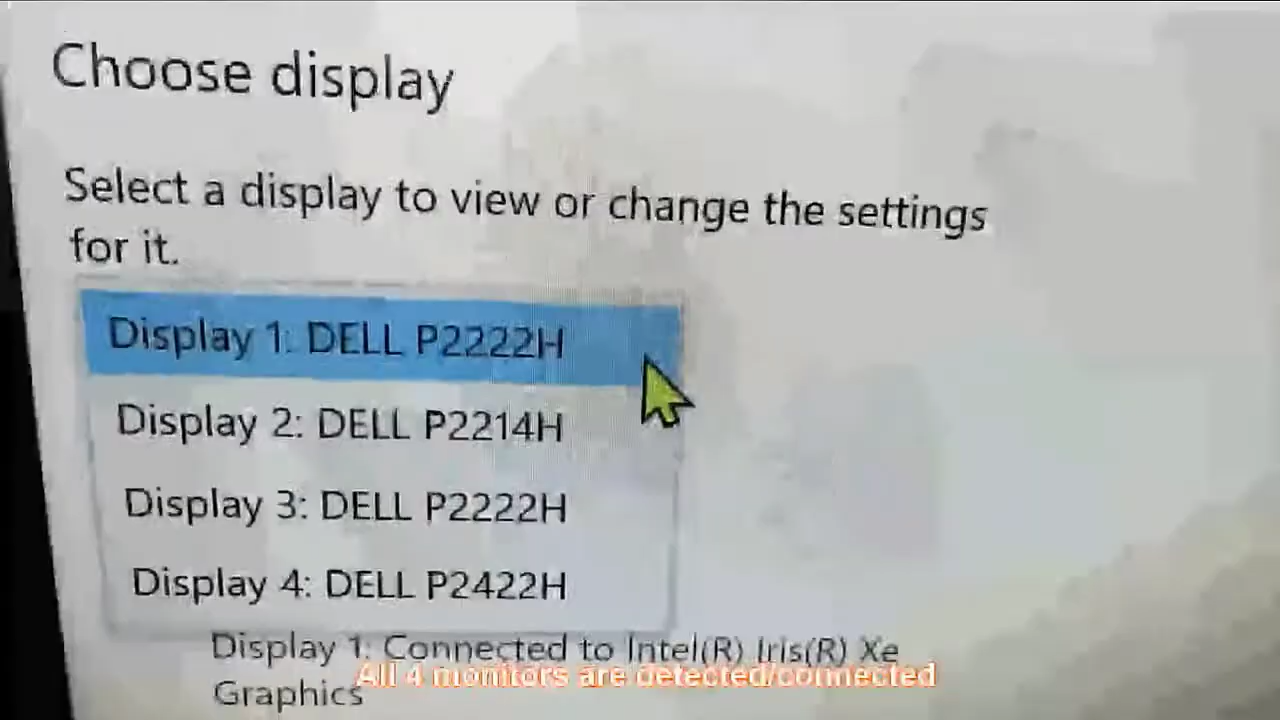 Choose display
Select a display to view or change the settings
for it.
Display 1: DELL P2222H
Display 2: DELL P2214H
Display 3: DELL P2222H
Display 4: DELL P2422H
Display 1: Connected to Intel(R) Iris(R) Xe
Graphics
All 4 monitors are detected/connected